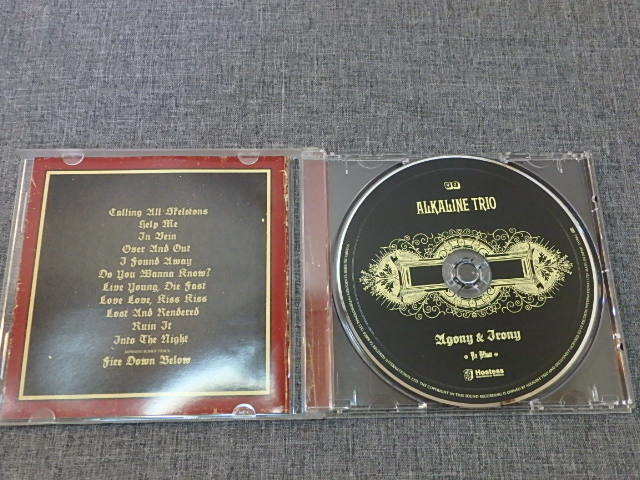 Calling All Skeletons
Help Me
In Vein
Over And Out
I Found Away
Do You Wanna Know?
Live Young, Die Fast
Love Love, Kiss Kiss
Lost And Rendered
Ruin It
Into The Night
Fire Down Below
ALKALINE TRIO
Agony & Irony
Hostess